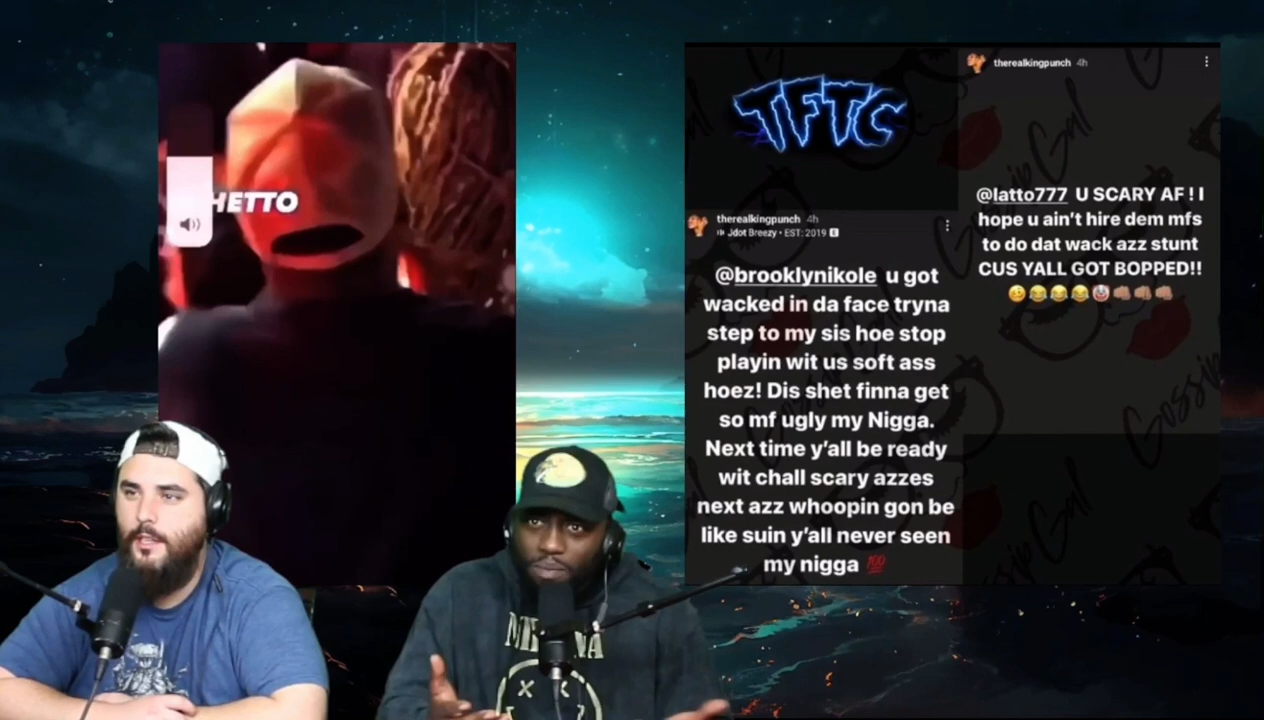 HETTO
TFTC
therealkingpunch 4h
Jdot Breezy • EST: 2019 E
@brooklynikole u got
wacked in da face tryna
step to my sis hoe stop
playin wit us soft ass
hoez! Dis shet finna get
so mf ugly my Nigga.
Next time y'all be ready
wit chall scary azzes
next azz whoopin gon be
like suin y'all never seen
my nigga 💯
therealkingpunch 4h
@latto777 U SCARY AF ! I
hope u ain't hire dem mfs
to do dat wack azz stunt
CUS YALL GOT BOPPED!!
🥴😂😂😂🤡👊🏽👊🏽👊🏽
Gossip Gal
Gossip